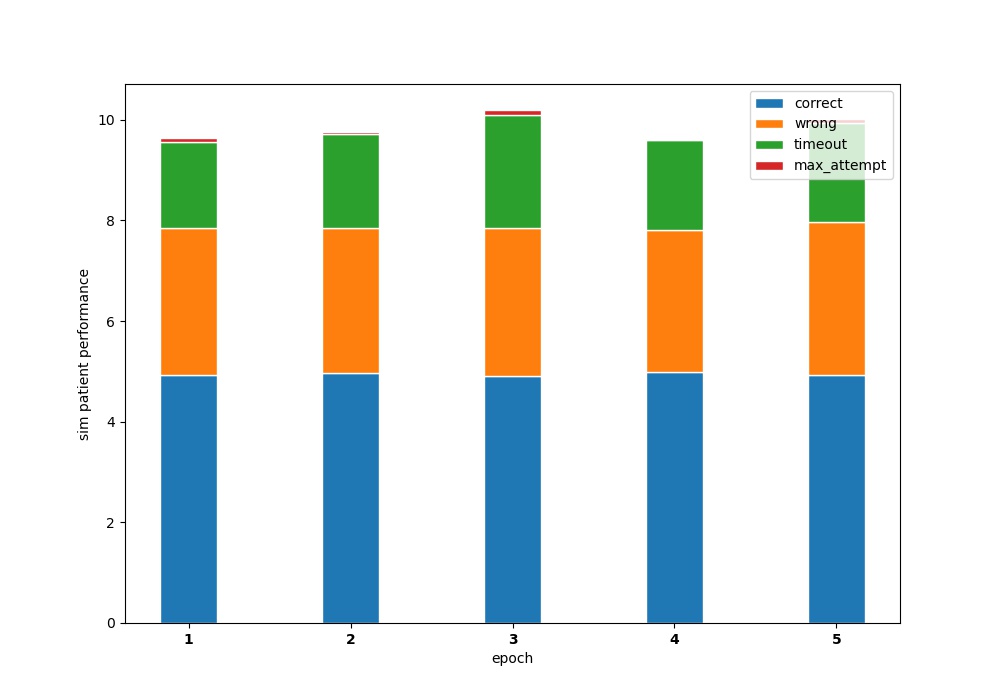 correct
wrong
timeout
max_attempt
10
8
6
4
2
0
sim patient performance
1 2 3 4 5
epoch